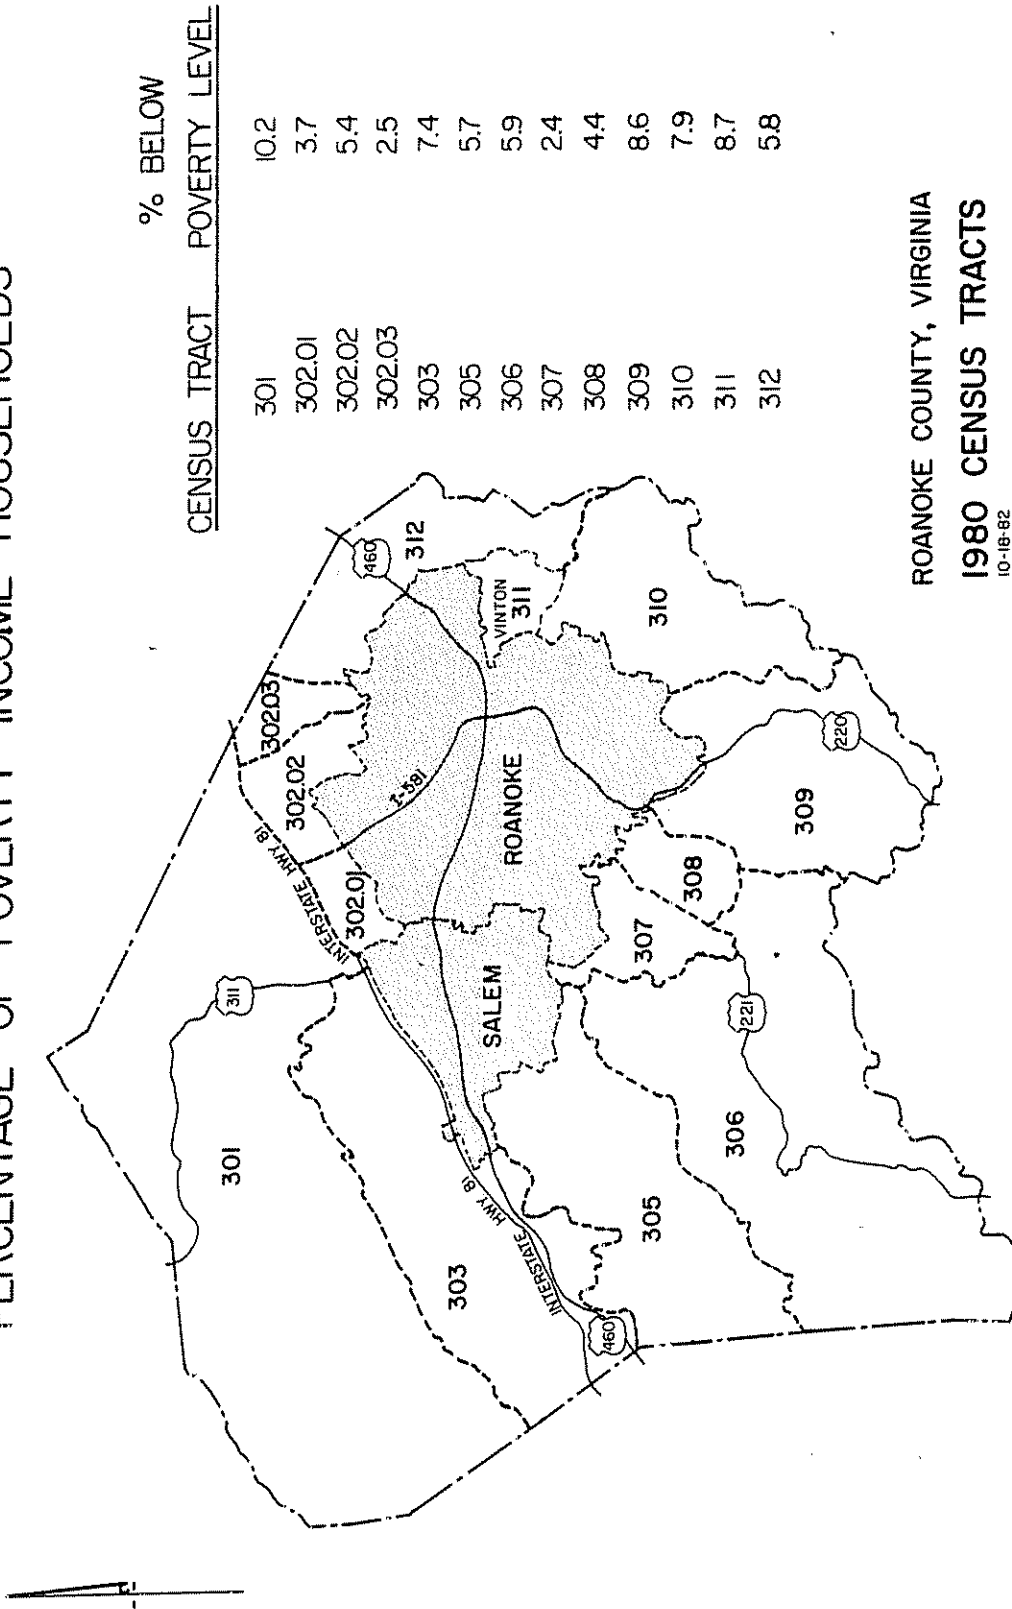 PERCENTAGE OF POVERTY INCOME HOUSEHOLDS
% BELOW
CENSUS TRACT POVERTY LEVEL
301 10.2
302.01 3.7
302.02 5.4
302.03 2.5
303 7.4
305 5.7
306 5.9
307 2.4
308 4.4
309 8.6
310 7.9
311 8.7
312 5.8
311
301
INTERSTATE HWY 81
302.01
302.02
302.03
460
312
I-581
303
SALEM
ROANOKE
VINTON
311
INTERSTATE HWY 81
460
305
307
308
310
306
221
309
220
ROANOKE COUNTY, VIRGINIA
1980 CENSUS TRACTS
10-18-82